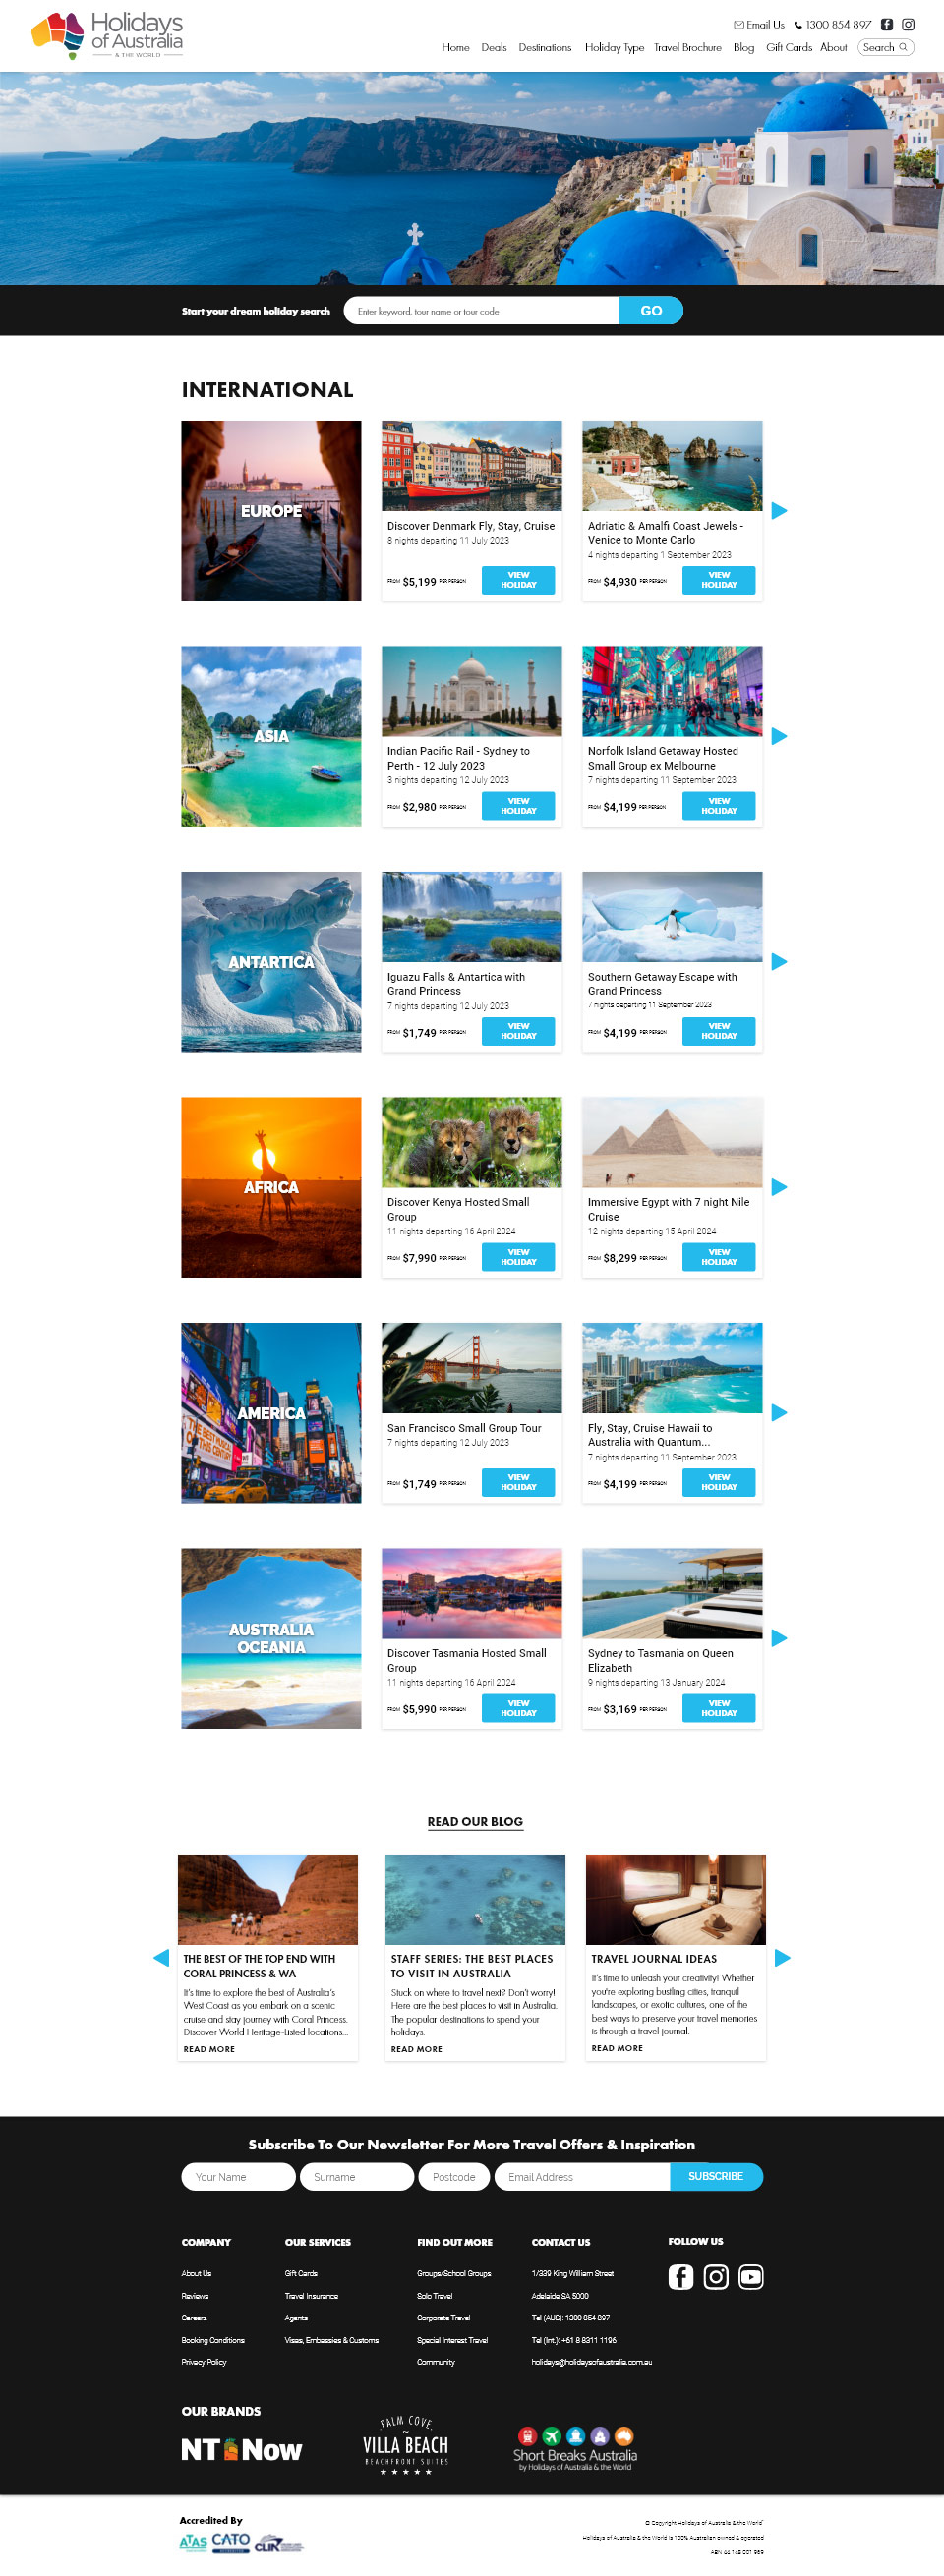 Holidays
of Australia
& THE WORLD
Email Us 1300 854 897
Home Deals Destinations Holiday Type Travel Brochure Blog Gift Cards About Search
Start your dream holiday search Enter keyword, tour name or tour code GO
INTERNATIONAL
EUROPE
Discover Denmark Fly, Stay, Cruise
8 nights departing 11 July 2023
FROM $5,199 PER PERSON VIEW HOLIDAY
Adriatic & Amalfi Coast Jewels -
Venice to Monte Carlo
4 nights departing 1 September 2023
FROM $4,930 PER PERSON VIEW HOLIDAY
ASIA
Indian Pacific Rail - Sydney to
Perth - 12 July 2023
3 nights departing 12 July 2023
FROM $2,980 PER PERSON VIEW HOLIDAY
Norfolk Island Getaway Hosted
Small Group ex Melbourne
7 nights departing 11 September 2023
FROM $4,199 PER PERSON VIEW HOLIDAY
ANTARTICA
Iguazu Falls & Antartica with
Grand Princess
7 nights departing 12 July 2023
FROM $1,749 PER PERSON VIEW HOLIDAY
Southern Getaway Escape with
Grand Princess
7 nights departing 11 September 2023
FROM $4,199 PER PERSON VIEW HOLIDAY
AFRICA
Discover Kenya Hosted Small
Group
11 nights departing 16 April 2024
FROM $7,990 PER PERSON VIEW HOLIDAY
Immersive Egypt with 7 night Nile
Cruise
12 nights departing 15 April 2024
FROM $8,299 PER PERSON VIEW HOLIDAY
AMERICA
San Francisco Small Group Tour
7 nights departing 12 July 2023
FROM $1,749 PER PERSON VIEW HOLIDAY
Fly, Stay, Cruise Hawaii to
Australia with Quantum...
7 nights departing 11 September 2023
FROM $4,199 PER PERSON VIEW HOLIDAY
AUSTRALIA
OCEANIA
Discover Tasmania Hosted Small
Group
11 nights departing 16 April 2024
FROM $5,990 PER PERSON VIEW HOLIDAY
Sydney to Tasmania on Queen
Elizabeth
9 nights departing 13 January 2024
FROM $3,169 PER PERSON VIEW HOLIDAY
READ OUR BLOG
THE BEST OF THE TOP END WITH
CORAL PRINCESS & WA
It's time to explore the best of Australia's
West Coast as you embark on a scenic
cruise and stay journey with Coral Princess.
Discover World Heritage-Listed locations...
READ MORE
STAFF SERIES: THE BEST PLACES
TO VISIT IN AUSTRALIA
Stuck on where to travel next? Don't worry!
Here are the best places to visit in Australia.
The popular destinations to spend your
holidays.
READ MORE
TRAVEL JOURNAL IDEAS
It's time to unleash your creativity! Whether
you're exploring bustling cities, tranquil
landscapes, or exotic cultures, one of the
best ways to preserve your travel memories
is through a travel journal.
READ MORE
Subscribe To Our Newsletter For More Travel Offers & Inspiration
Your Name Surname Postcode Email Address SUBSCRIBE
COMPANY
About Us
Reviews
Careers
Booking Conditions
Privacy Policy
OUR SERVICES
Gift Cards
Travel Insurance
Agents
Visas, Embassies & Customs
FIND OUT MORE
Groups/School Groups
Solo Travel
Corporate Travel
Special Interest Travel
Community
CONTACT US
1/339 King William Street
Adelaide SA 5000
Tel (AUS): 1300 854 897
Tel (Int.): +61 8 8311 1196
holidays@holidaysofaustralia.com.au
FOLLOW US
OUR BRANDS
NT Now
PALM COVE
VILLA BEACH
BEACHFRONT SUITES
Short Breaks Australia
by Holidays of Australia & the World
Accredited By
ATAS CATO CLIA
© Copyright Holidays of Australia & the World
Holidays of Australia & the World is 100% Australian owned & operated